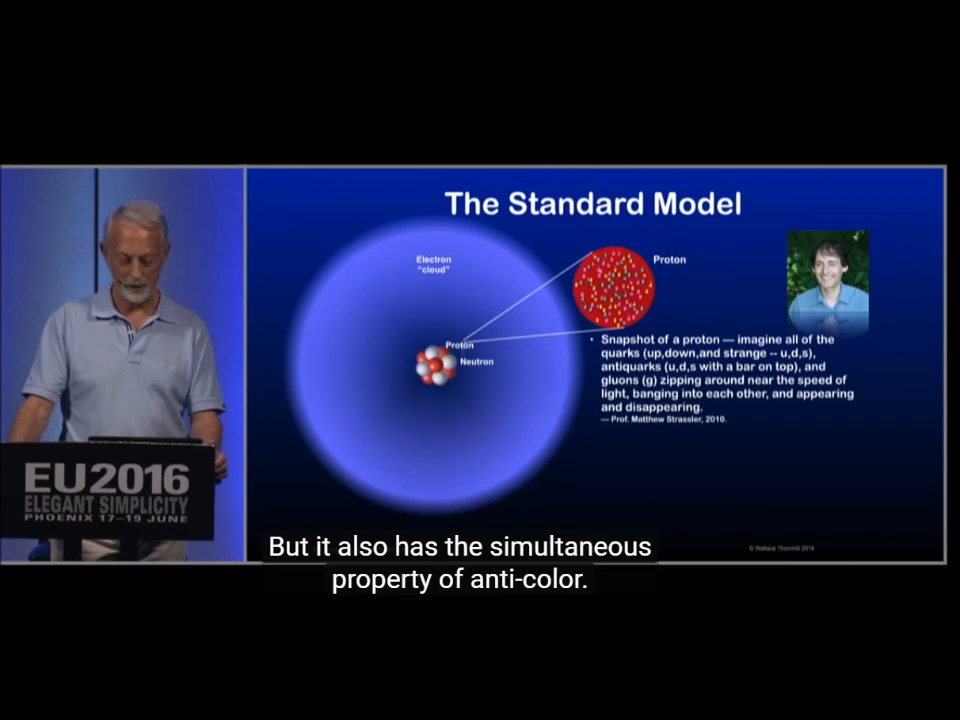 The Standard Model
Electron
"cloud"
Proton
Proton
Neutron
• Snapshot of a proton — imagine all of the
quarks (up,down,and strange -- u,d,s),
antiquarks (u,d,s with a bar on top), and
gluons (g) zipping around near the speed of
light, banging into each other, and appearing
and disappearing.
— Prof. Matthew Strassler, 2010.
EU2016
ELEGANT SIMPLICITY
PHOENIX 17–19 JUNE
© Wallace Thornhill 2016
But it also has the simultaneous
property of anti-color.